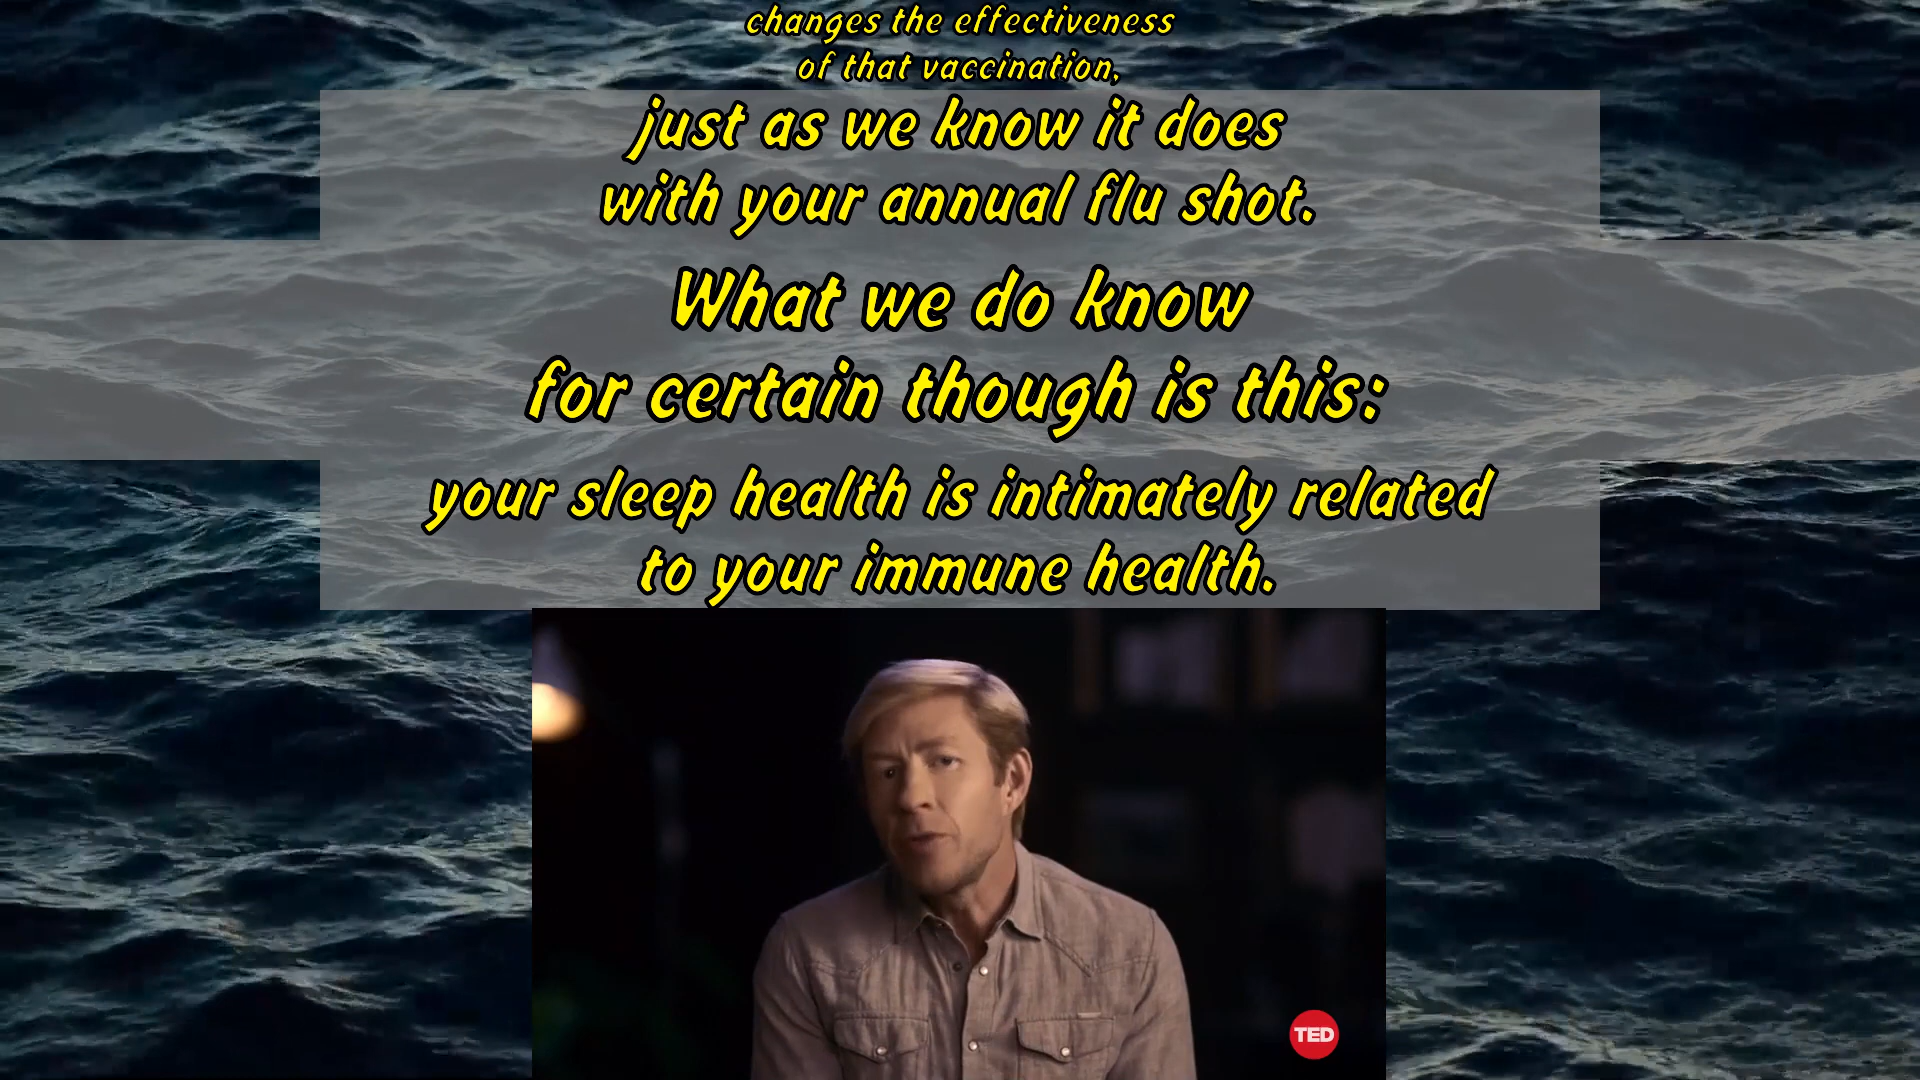 changes the effectiveness
of that vaccination,
just as we know it does
with your annual flu shot.
What we do know
for certain though is this:
your sleep health is intimately related
to your immune health.
TED